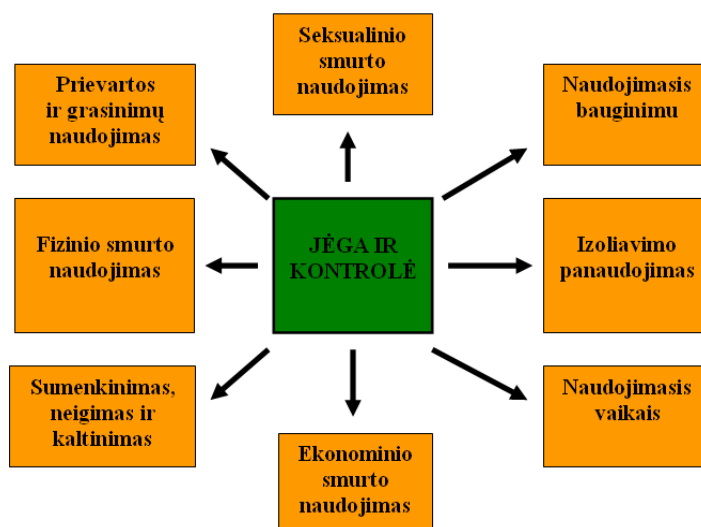 Seksualinio
smurto
naudojimas
Prievartos
ir grasinimų
naudojimas
Naudojimasis
bauginimu
Fizinio smurto
naudojimas
JĖGA IR
KONTROLĖ
Izoliavimo
panaudojimas
Sumenkinimas,
neigimas ir
kaltinimas
Naudojimasis
vaikais
Ekonominio
smurto
naudojimas